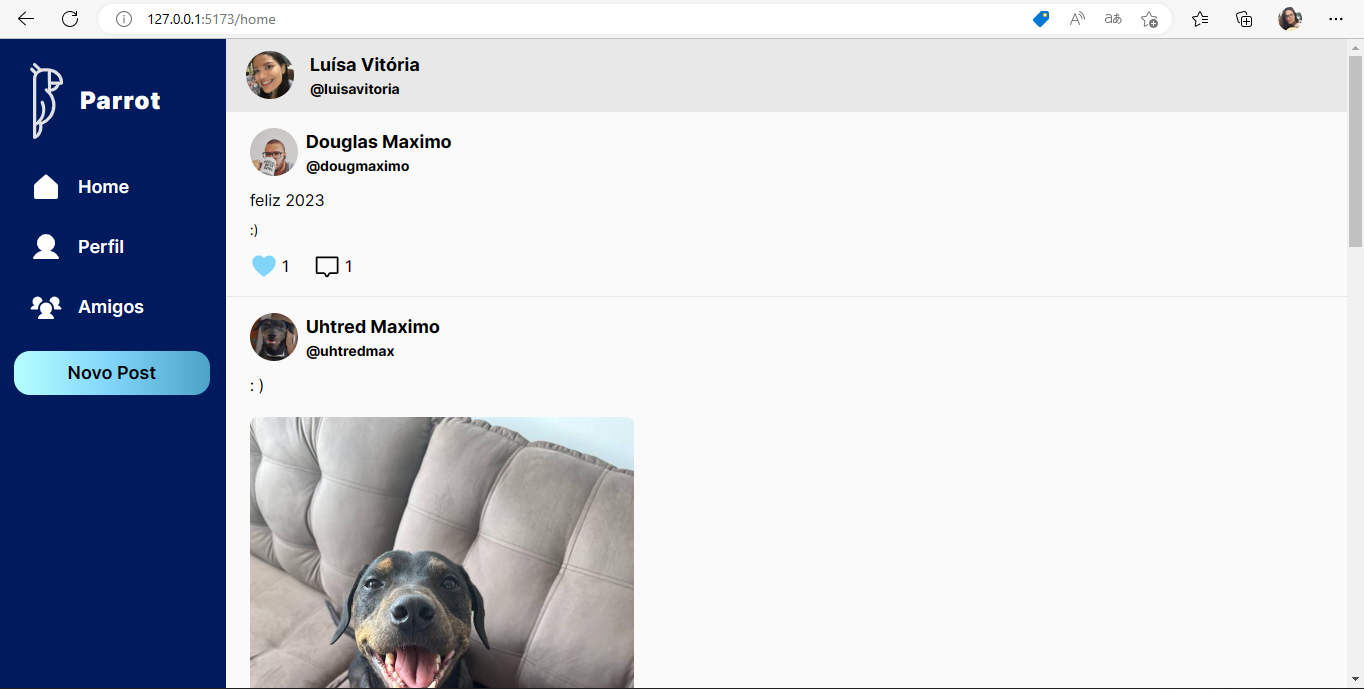 127.0.0.1:5173/home
Parrot
Home
Perfil
Amigos
Novo Post
Luísa Vitória
@luisavitoria
Douglas Maximo
@dougmaximo
feliz 2023
:)
1 1
Uhtred Maximo
@uhtredmax
: )